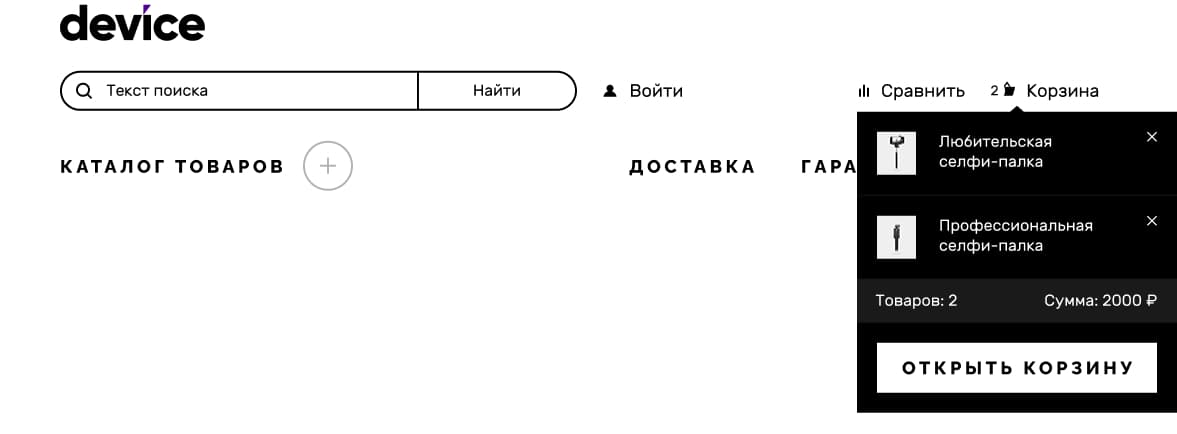 device
Текст поиска
Найти
Войти
Сравнить
2
Корзина
КАТАЛОГ ТОВАРОВ
ДОСТАВКА
ГАРА
Любительская
селфи-палка
Профессиональная
селфи-палка
Товаров: 2
Сумма: 2000 ₽
ОТКРЫТЬ КОРЗИНУ